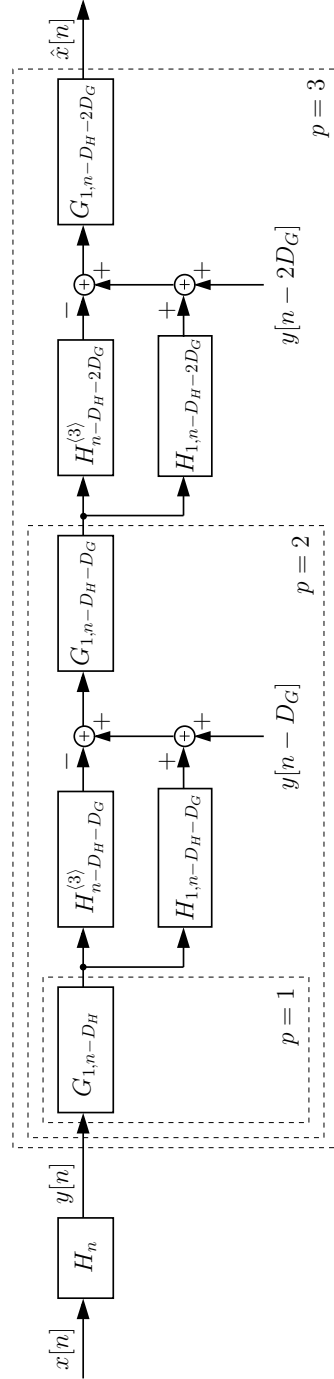 x[n]
H_n
y[n]
G_{1,n−D_H}
p = 1
H^{⟨3⟩}_{n−D_H−D_G}
H_{1,n−D_H−D_G}
−
+
+
+
y[n − D_G]
G_{1,n−D_H−D_G}
p = 2
H^{⟨3⟩}_{n−D_H−2D_G}
H_{1,n−D_H−2D_G}
−
+
+
+
y[n − 2D_G]
G_{1,n−D_H−2D_G}
p = 3
x̂[n]